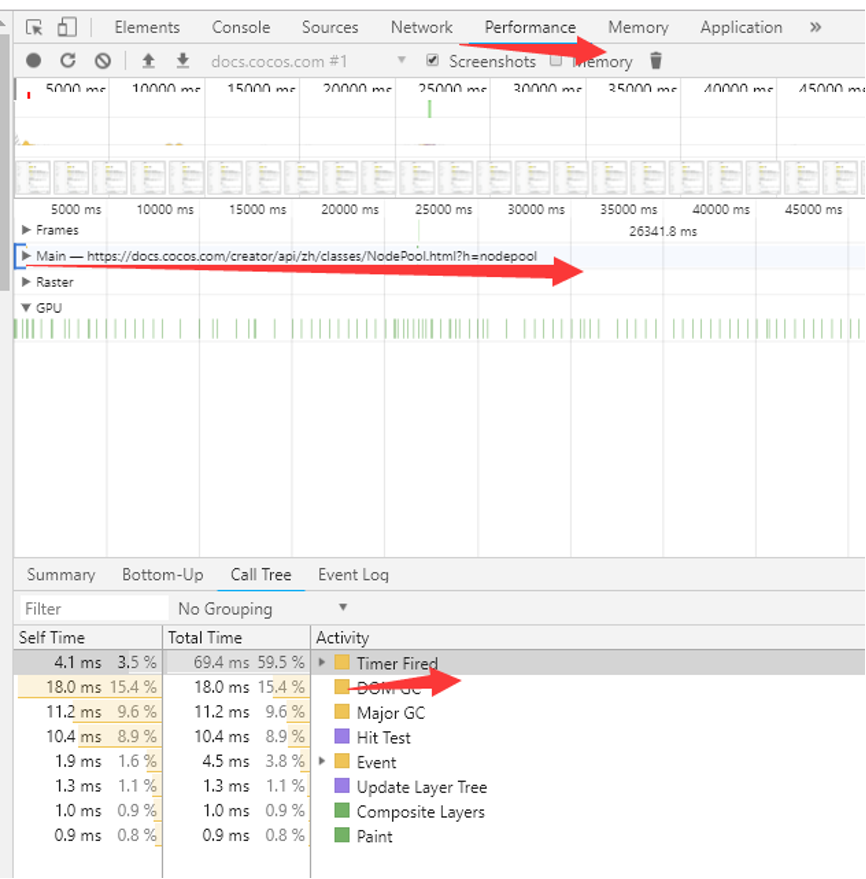 Elements Console Sources Network Performance Memory Application »
docs.cocos.com #1 Screenshots Memory
5000 ms 10000 ms 15000 ms 20000 ms 25000 ms 30000 ms 35000 ms 40000 ms 45000 ms
5000 ms 10000 ms 15000 ms 20000 ms 25000 ms 30000 ms 35000 ms 40000 ms 45000 ms
Frames 26341.8 ms
Main — https://docs.cocos.com/creator/api/zh/classes/NodePool.html?h=nodepool
Raster
GPU
Summary Bottom-Up Call Tree Event Log
Filter No Grouping
Self Time Total Time Activity
4.1 ms 3.5 % 69.4 ms 59.5 % Timer Fired
18.0 ms 15.4 % 18.0 ms 15.4 % DOM GC
11.2 ms 9.6 % 11.2 ms 9.6 % Major GC
10.4 ms 8.9 % 10.4 ms 8.9 % Hit Test
1.9 ms 1.6 % 4.5 ms 3.8 % Event
1.3 ms 1.1 % 1.3 ms 1.1 % Update Layer Tree
1.0 ms 0.9 % 1.0 ms 0.9 % Composite Layers
0.9 ms 0.8 % 0.9 ms 0.8 % Paint